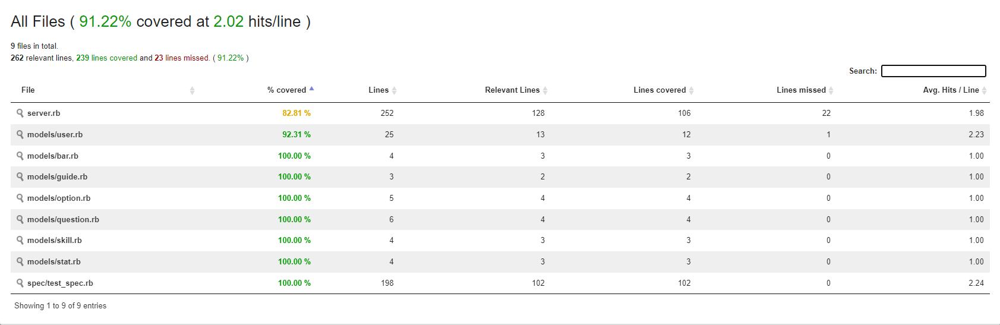 All Files ( 91.22% covered at 2.02 hits/line )
9 files in total.
262 relevant lines, 239 lines covered and 23 lines missed. ( 91.22% )
Search:
File % covered Lines Relevant Lines Lines covered Lines missed Avg. Hits / Line
server.rb 82.81 % 252 128 106 22 1.98
models/user.rb 92.31 % 25 13 12 1 2.23
models/bar.rb 100.00 % 4 3 3 0 1.00
models/guide.rb 100.00 % 3 2 2 0 1.00
models/option.rb 100.00 % 5 4 4 0 1.00
models/question.rb 100.00 % 6 4 4 0 1.00
models/skill.rb 100.00 % 4 3 3 0 1.00
models/stat.rb 100.00 % 4 3 3 0 1.00
spec/test_spec.rb 100.00 % 198 102 102 0 2.24
Showing 1 to 9 of 9 entries